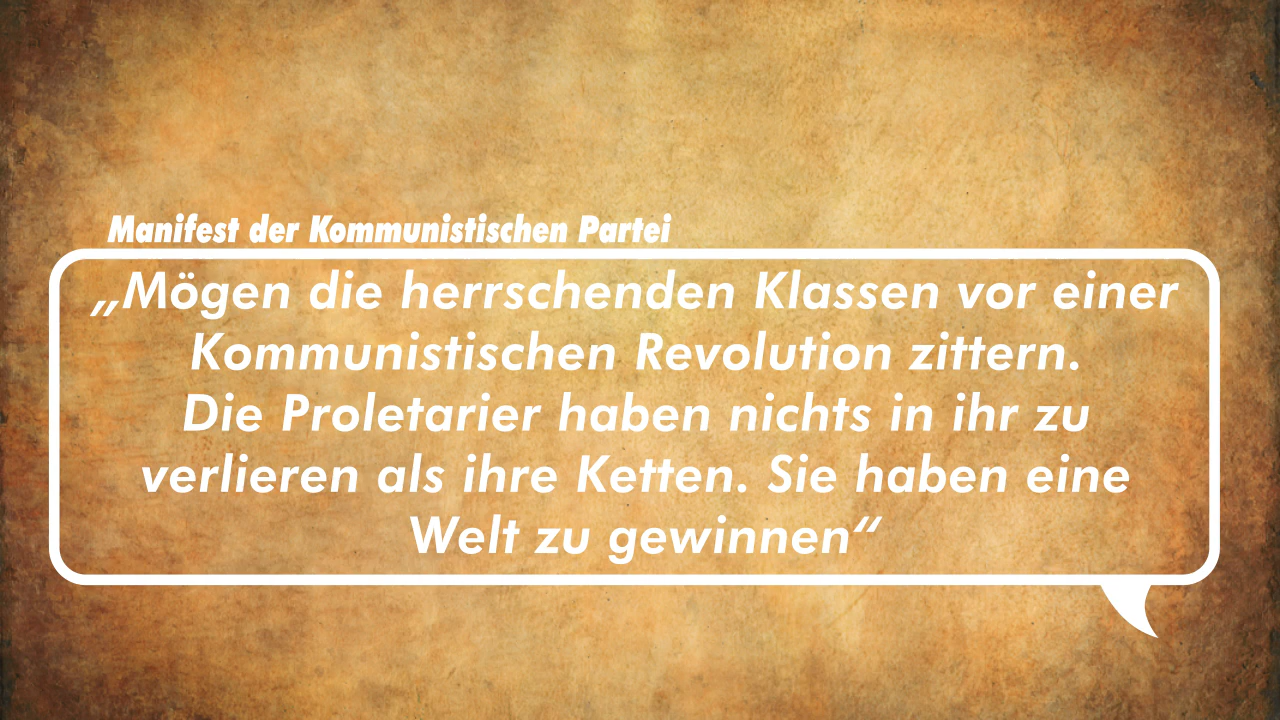 Manifest der Kommunistischen Partei
„Mögen die herrschenden Klassen vor einer
Kommunistischen Revolution zittern.
Die Proletarier haben nichts in ihr zu
verlieren als ihre Ketten. Sie haben eine
Welt zu gewinnen“